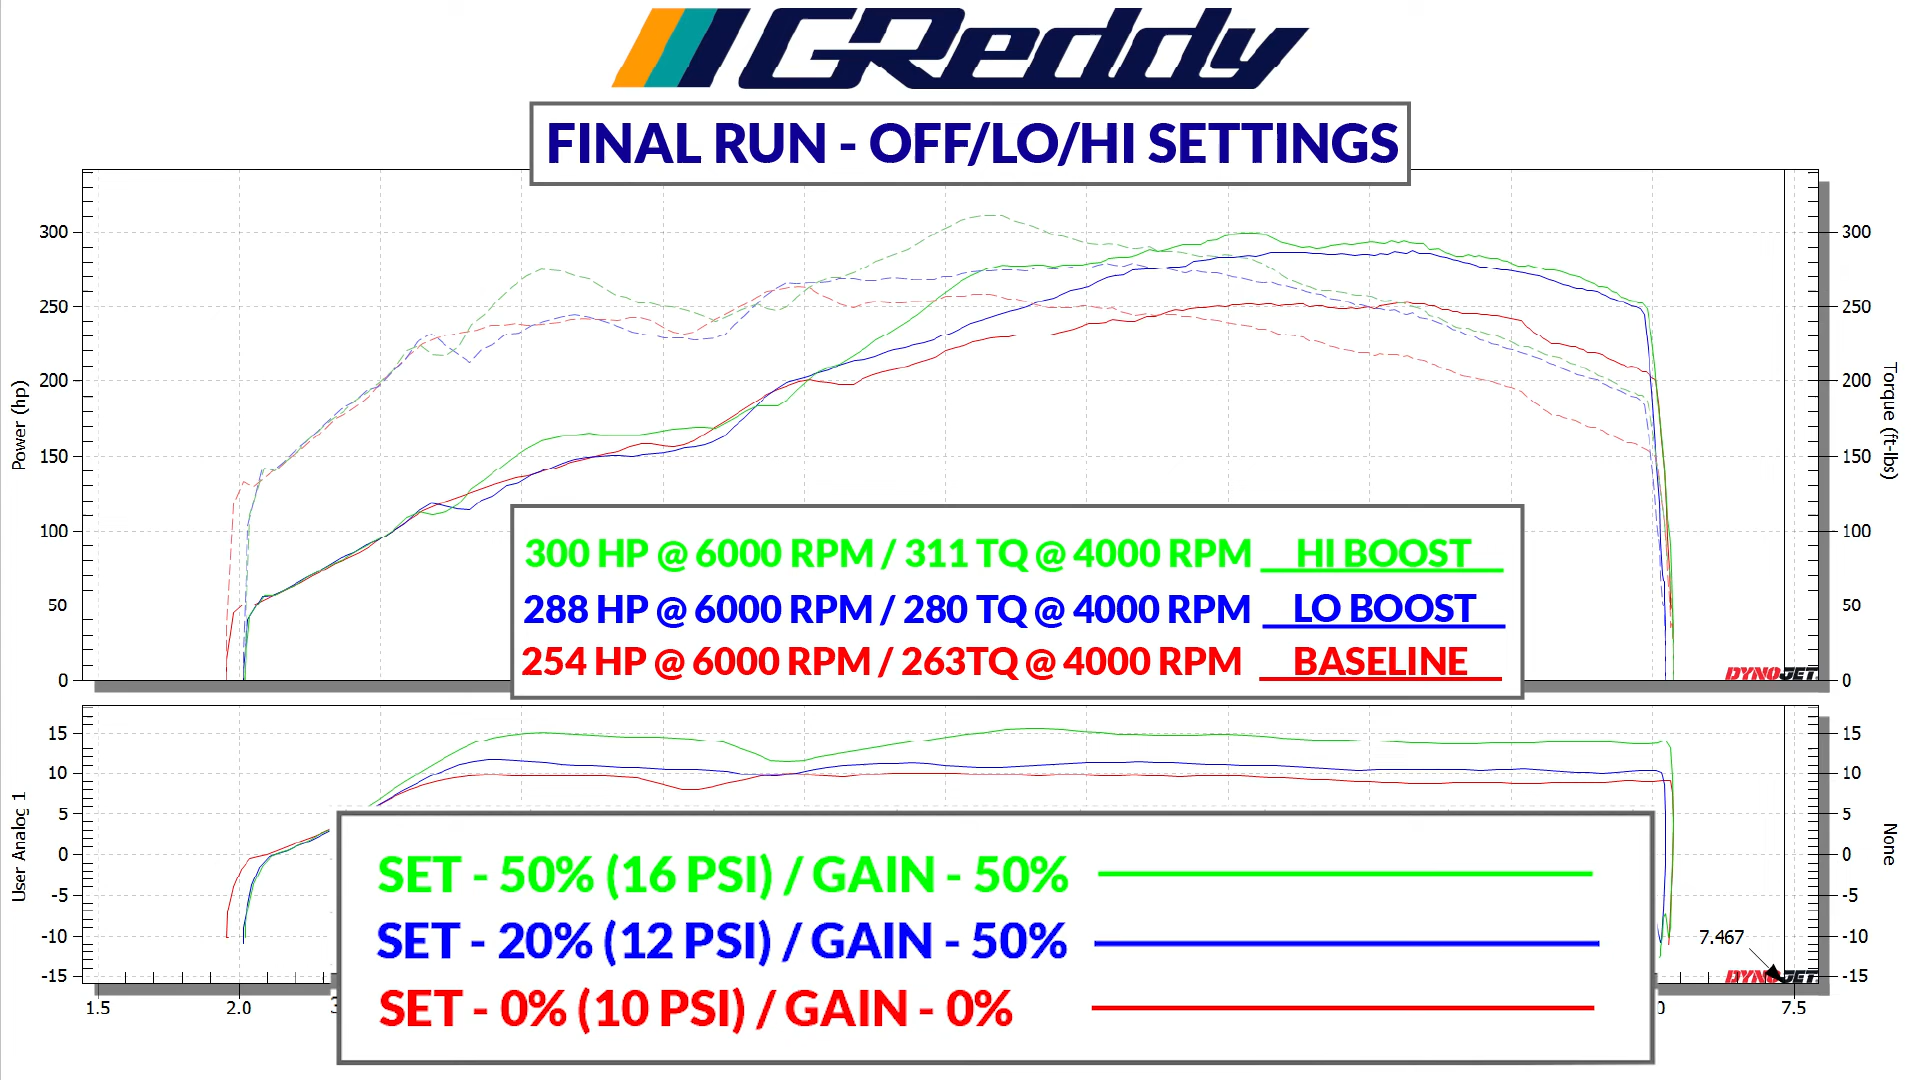 GReddy
FINAL RUN - OFF/LO/HI SETTINGS
300
250
200
150
100
50
0
Power (hp)
300
250
200
150
100
50
0
Torque (ft-lbs)
300 HP @ 6000 RPM / 311 TQ @ 4000 RPM HI BOOST
288 HP @ 6000 RPM / 280 TQ @ 4000 RPM LO BOOST
254 HP @ 6000 RPM / 263TQ @ 4000 RPM BASELINE
DYNOJET
15
10
5
0
-5
-10
-15
User Analog 1
15
10
5
0
-5
-10
-15
None
SET - 50% (16 PSI) / GAIN - 50%
SET - 20% (12 PSI) / GAIN - 50%
SET - 0% (10 PSI) / GAIN - 0%
7.467
DYNOJET
1.5 2.0 7.5